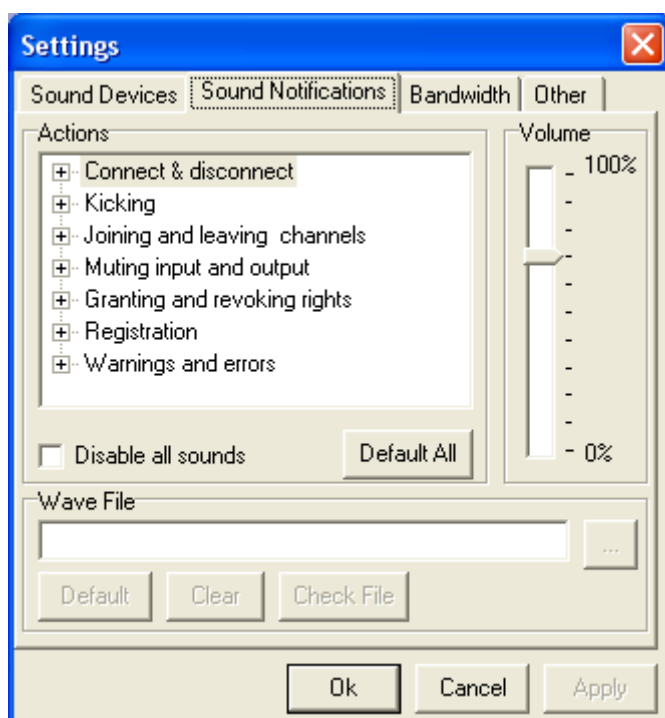 Settings
Sound Devices Sound Notifications Bandwidth Other
Actions
Connect & disconnect
Kicking
Joining and leaving  channels
Muting input and output
Granting and revoking rights
Registration
Warnings and errors
Disable all sounds
Default All
Volume
100%
0%
Wave File
...
Default Clear Check File
Ok Cancel Apply